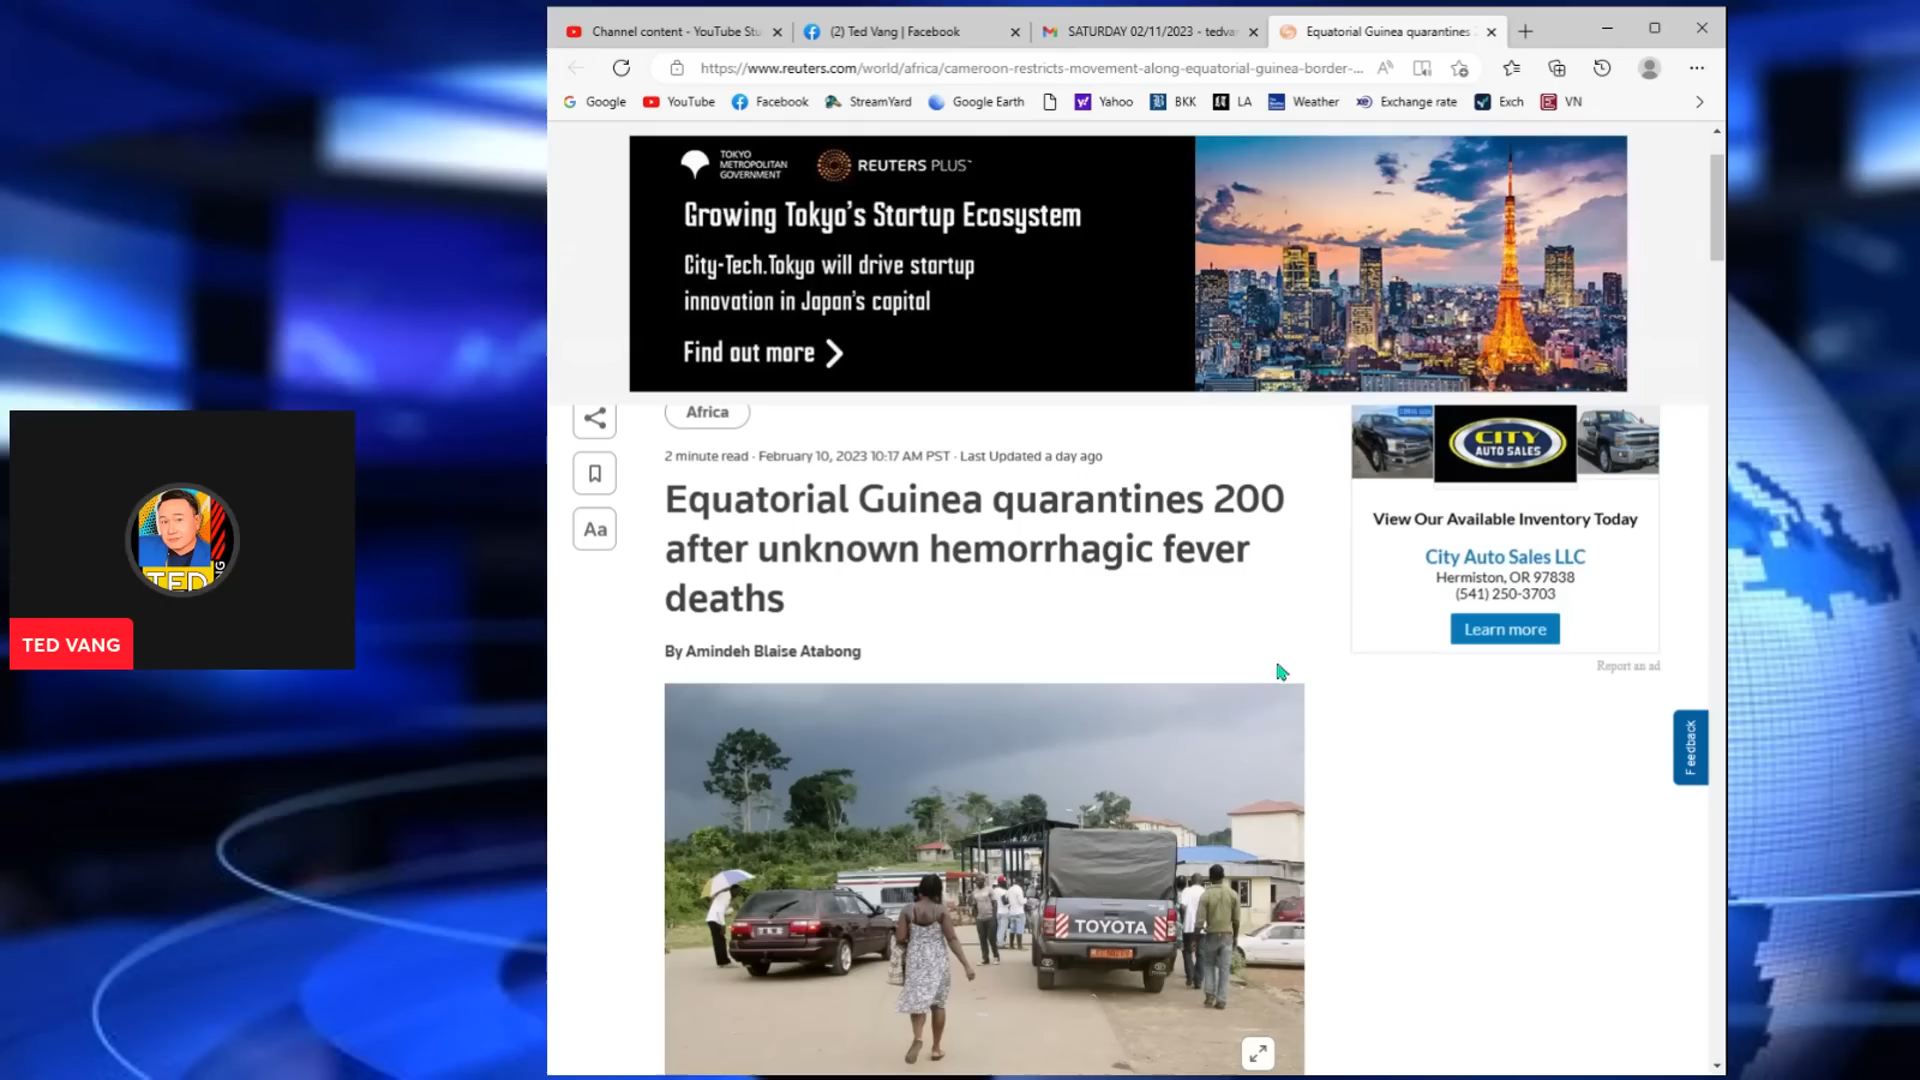 Channel content - YouTube Stu
(2) Ted Vang | Facebook
SATURDAY 02/11/2023 - tedvan
Equatorial Guinea quarantines
https://www.reuters.com/world/africa/cameroon-restricts-movement-along-equatorial-guinea-border-...
Google
YouTube
Facebook
StreamYard
Google Earth
Yahoo
BKK
LA
Weather
Exchange rate
Exch
VN
TOKYO
METROPOLITAN
GOVERNMENT
REUTERS PLUS
Growing Tokyo's Startup Ecosystem
City-Tech.Tokyo will drive startup
innovation in Japan's capital
Find out more
Africa
2 minute read · February 10, 2023 10:17 AM PST · Last Updated a day ago
Equatorial Guinea quarantines 200
after unknown hemorrhagic fever
deaths
By Amindeh Blaise Atabong
Aa
CITY
AUTO SALES
View Our Available Inventory Today
City Auto Sales LLC
Hermiston, OR 97838
(541) 250-3703
Learn more
Report an ad
Feedback
TOYOTA
TED
TED VANG